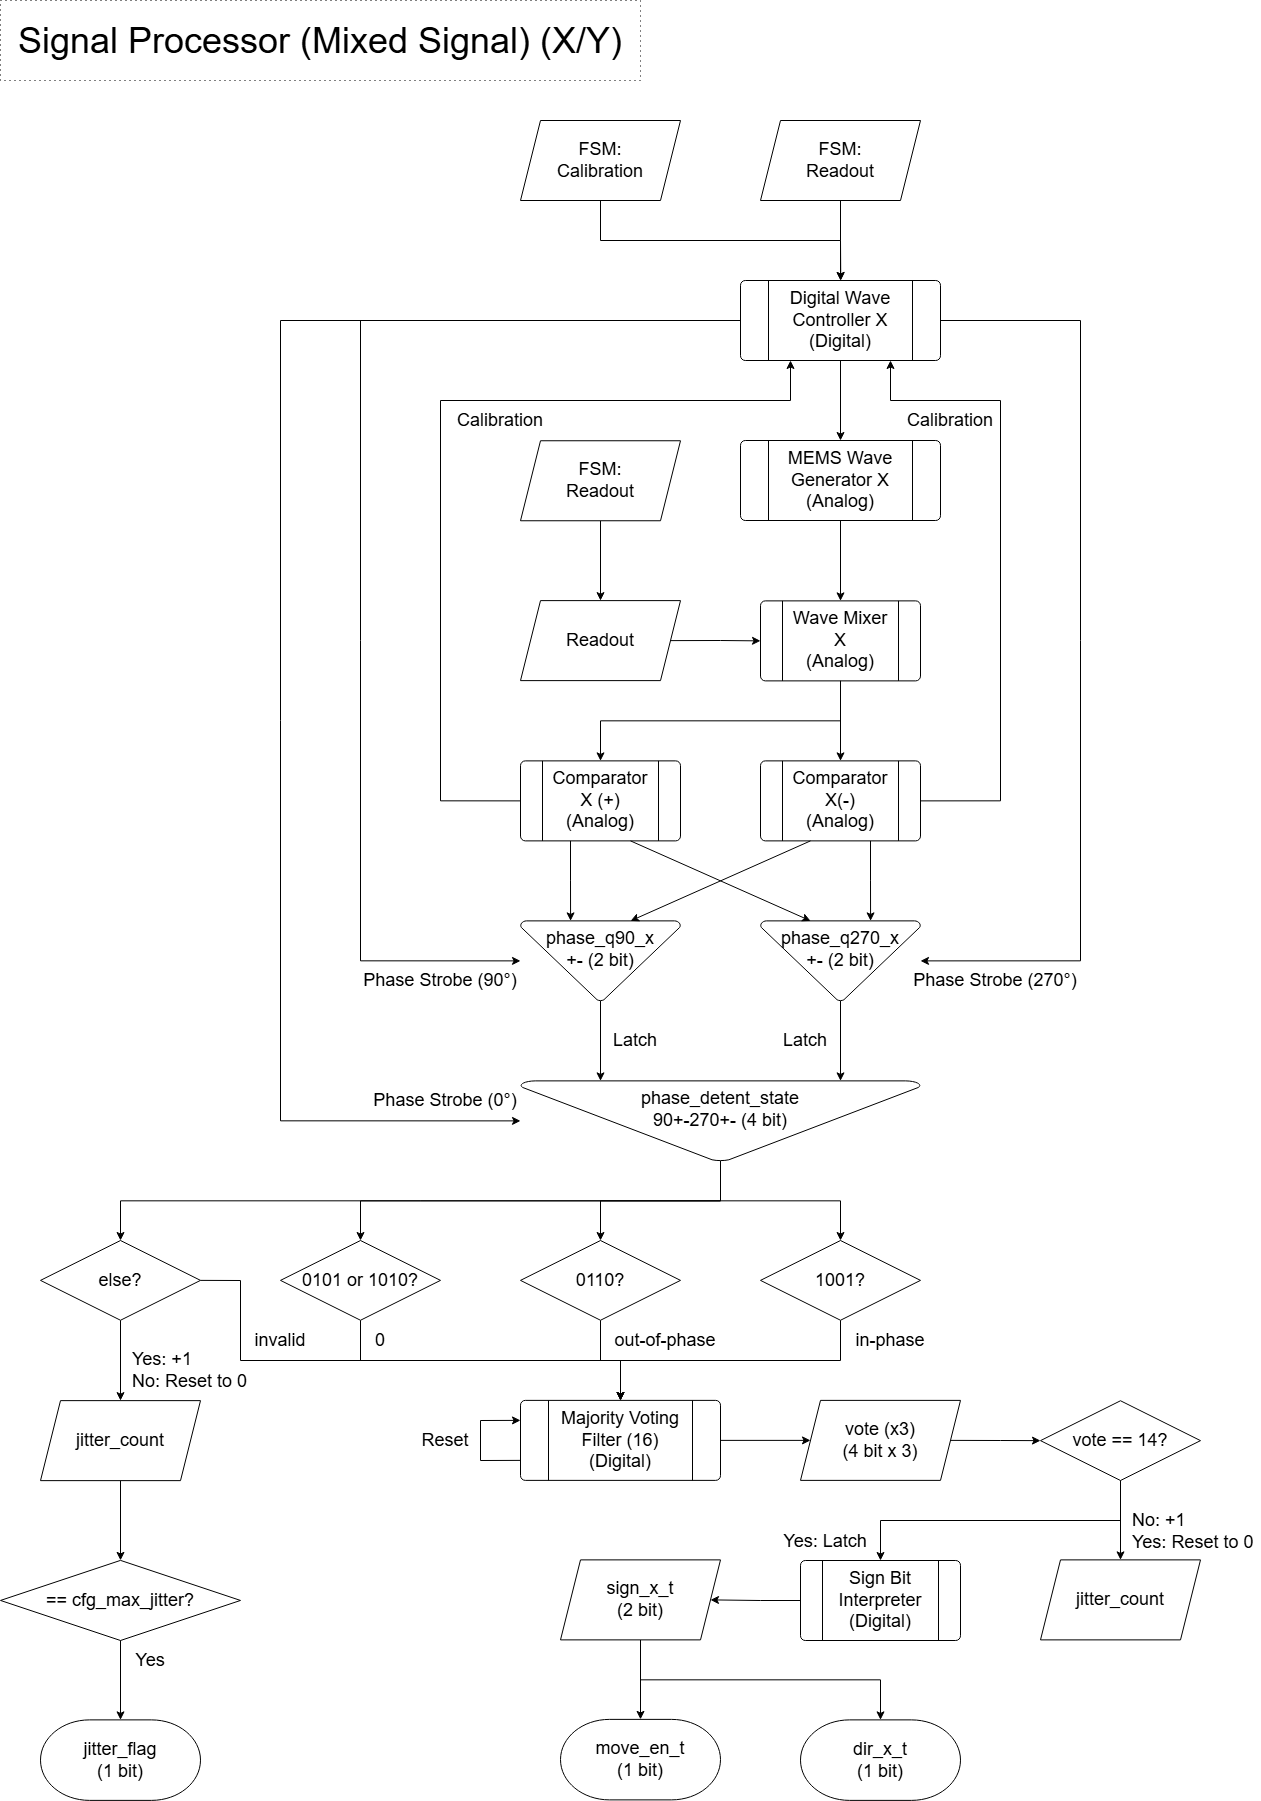 Signal Processor (Mixed Signal) (X/Y)
FSM:
Calibration
FSM:
Readout
Digital Wave
Controller X
(Digital)
Calibration
Calibration
FSM:
Readout
MEMS Wave
Generator X
(Analog)
Readout
Wave Mixer
X
(Analog)
Comparator
X (+)
(Analog)
Comparator
X(-)
(Analog)
phase_q90_x
+- (2 bit)
phase_q270_x
+- (2 bit)
Phase Strobe (90°)
Phase Strobe (270°)
Latch
Latch
Phase Strobe (0°)
phase_detent_state
90+-270+- (4 bit)
else?
0101 or 1010?
0110?
1001?
invalid
0
out-of-phase
in-phase
Yes: +1
No: Reset to 0
jitter_count
Reset
Majority Voting
Filter (16)
(Digital)
vote (x3)
(4 bit x 3)
vote == 14?
No: +1
Yes: Reset to 0
Yes: Latch
== cfg_max_jitter?
sign_x_t
(2 bit)
Sign Bit
Interpreter
(Digital)
jitter_count
Yes
jitter_flag
(1 bit)
move_en_t
(1 bit)
dir_x_t
(1 bit)